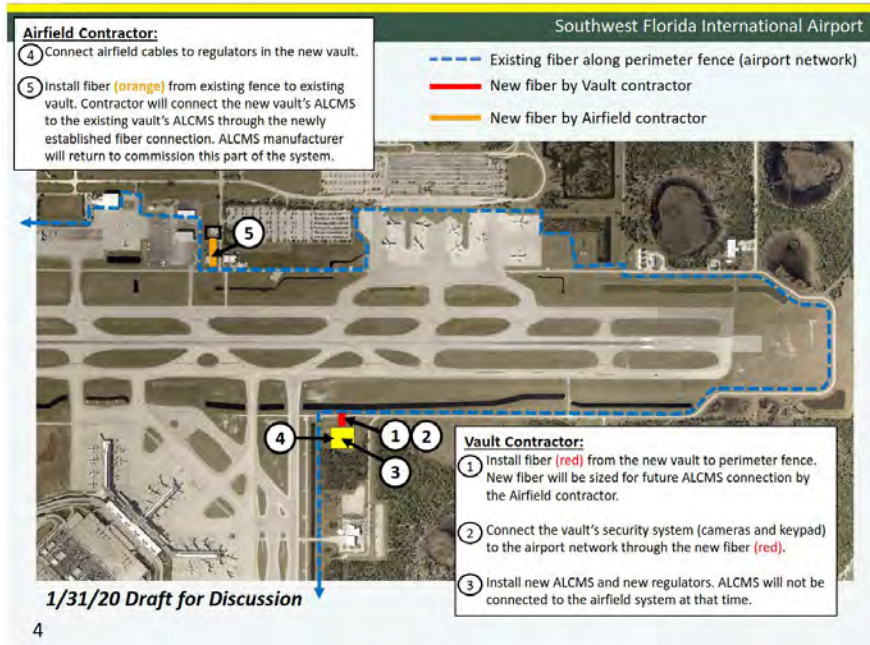 Southwest Florida International Airport
Airfield Contractor:
4 Connect airfield cables to regulators in the new vault.
5 Install fiber (orange) from existing fence to existing
vault. Contractor will connect the new vault's ALCMS
to the existing vault's ALCMS through the newly
established fiber connection. ALCMS manufacturer
will return to commission this part of the system.
Existing fiber along perimeter fence (airport network)
New fiber by Vault contractor
New fiber by Airfield contractor
5
4
1 2
3
Vault Contractor:
1 Install fiber (red) from the new vault to perimeter fence.
New fiber will be sized for future ALCMS connection by
the Airfield contractor.
2 Connect the vault's security system (cameras and keypad)
to the airport network through the new fiber (red).
3 Install new ALCMS and new regulators. ALCMS will not be
connected to the airfield system at that time.
1/31/20 Draft for Discussion
4